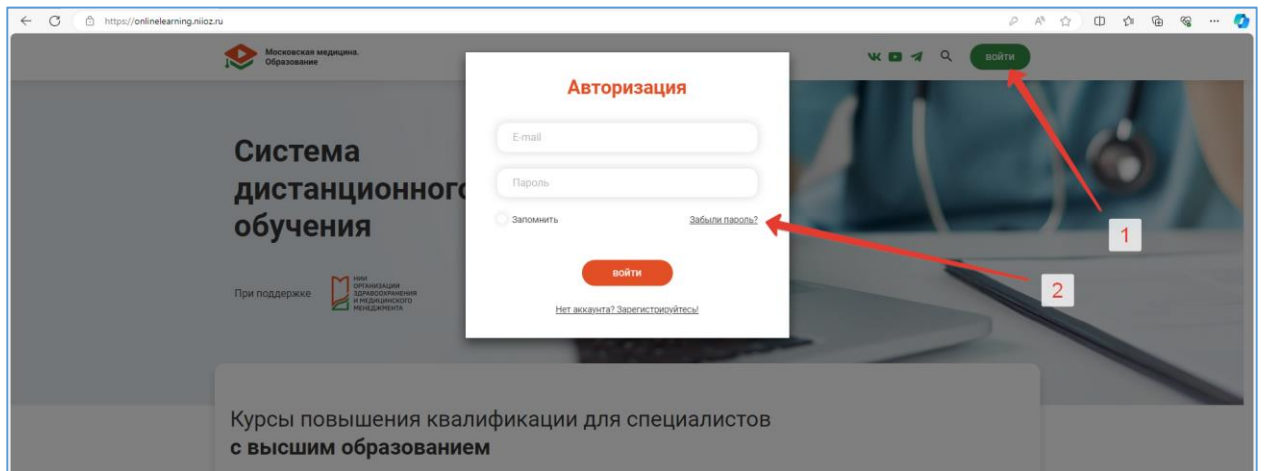 https://onlinelearning.niioz.ru
Московская медицина.
Образование
войти
Авторизация
E-mail
Пароль
Запомнить
Забыли пароль?
войти
Нет аккаунта? Зарегистрируйтесь!
Система
дистанционного
обучения
При поддержке
НИИ
ОРГАНИЗАЦИИ
ЗДРАВООХРАНЕНИЯ
И МЕДИЦИНСКОГО
МЕНЕДЖМЕНТА
1
2
Курсы повышения квалификации для специалистов
с высшим образованием